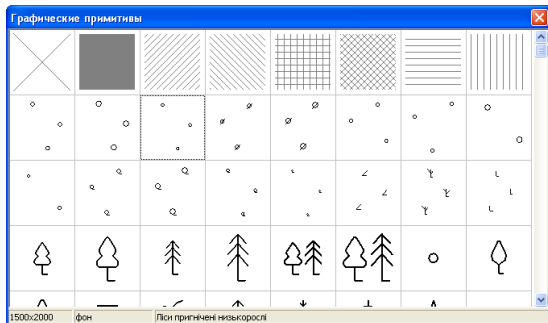 Графические примитивы
1500x2000 фон Ліси пригнічені низькорослі